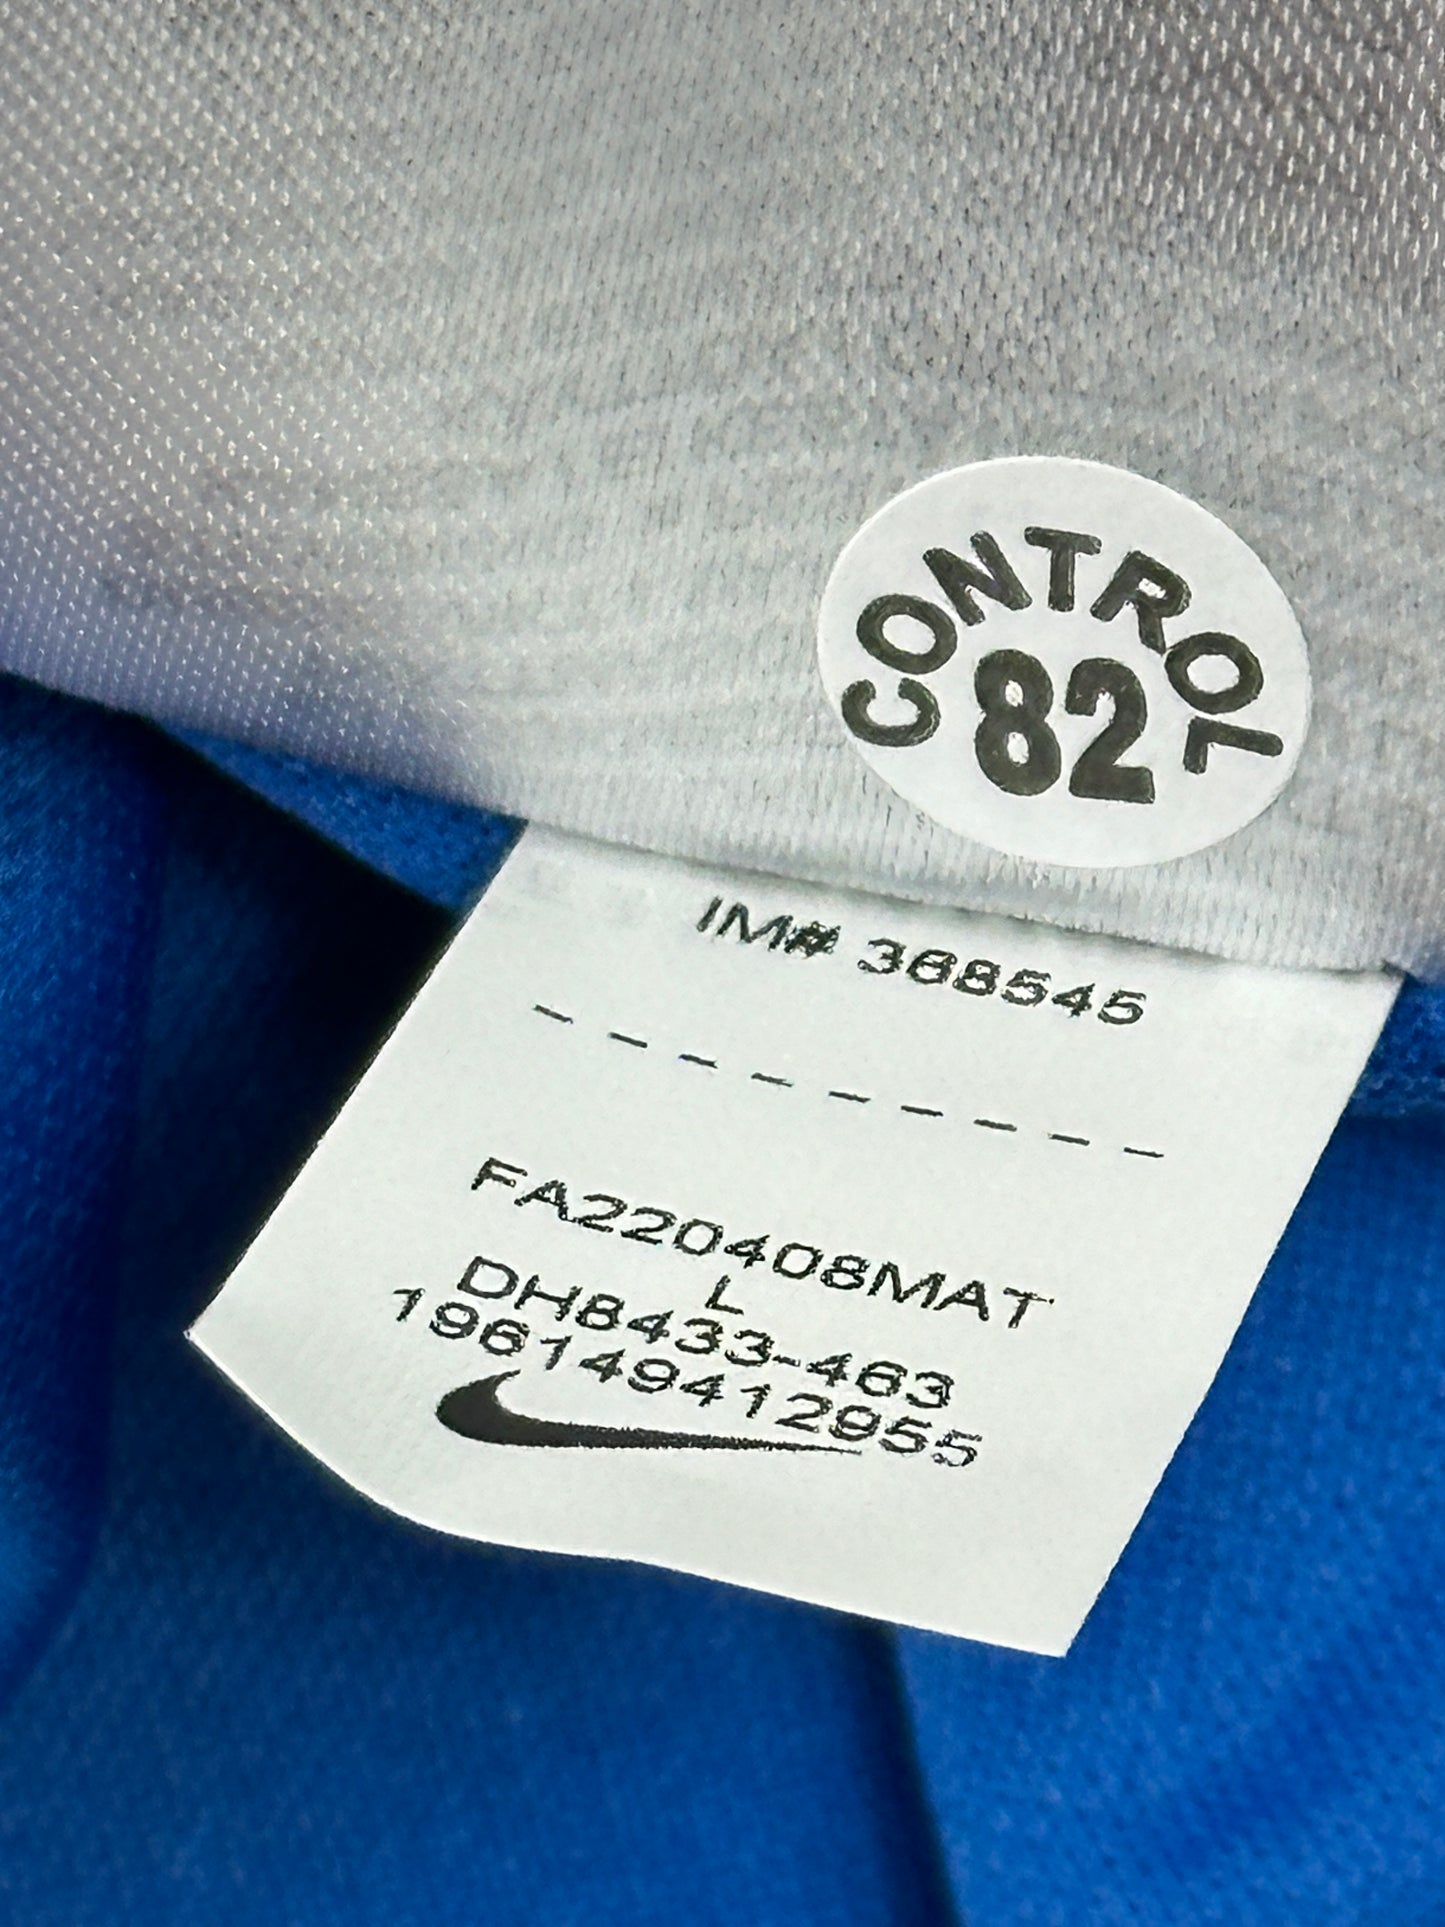 CONTROL
82
IM# 368545
---------
FA220408MAT
L
DH8433-463
196149412955